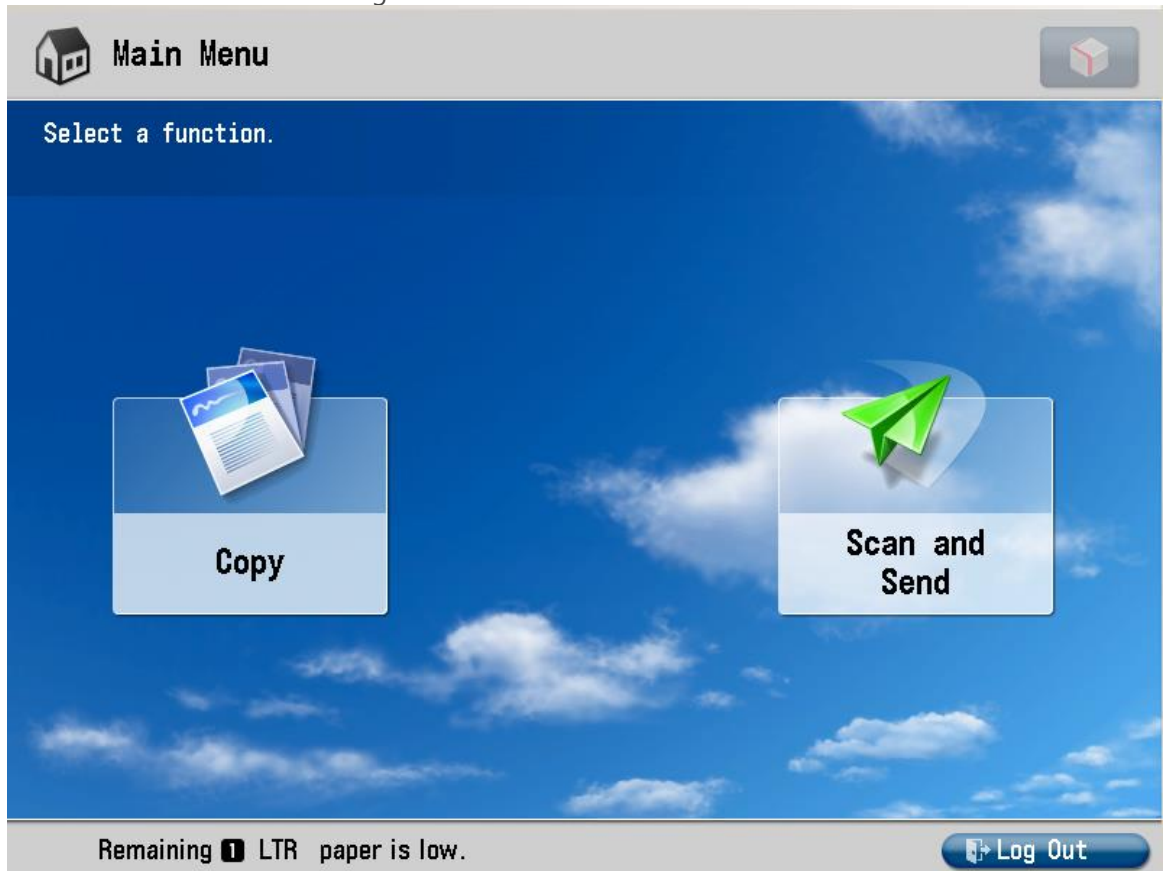 Main Menu
Select a function.
Copy
Scan and
Send
Remaining 1 LTR paper is low.
Log Out